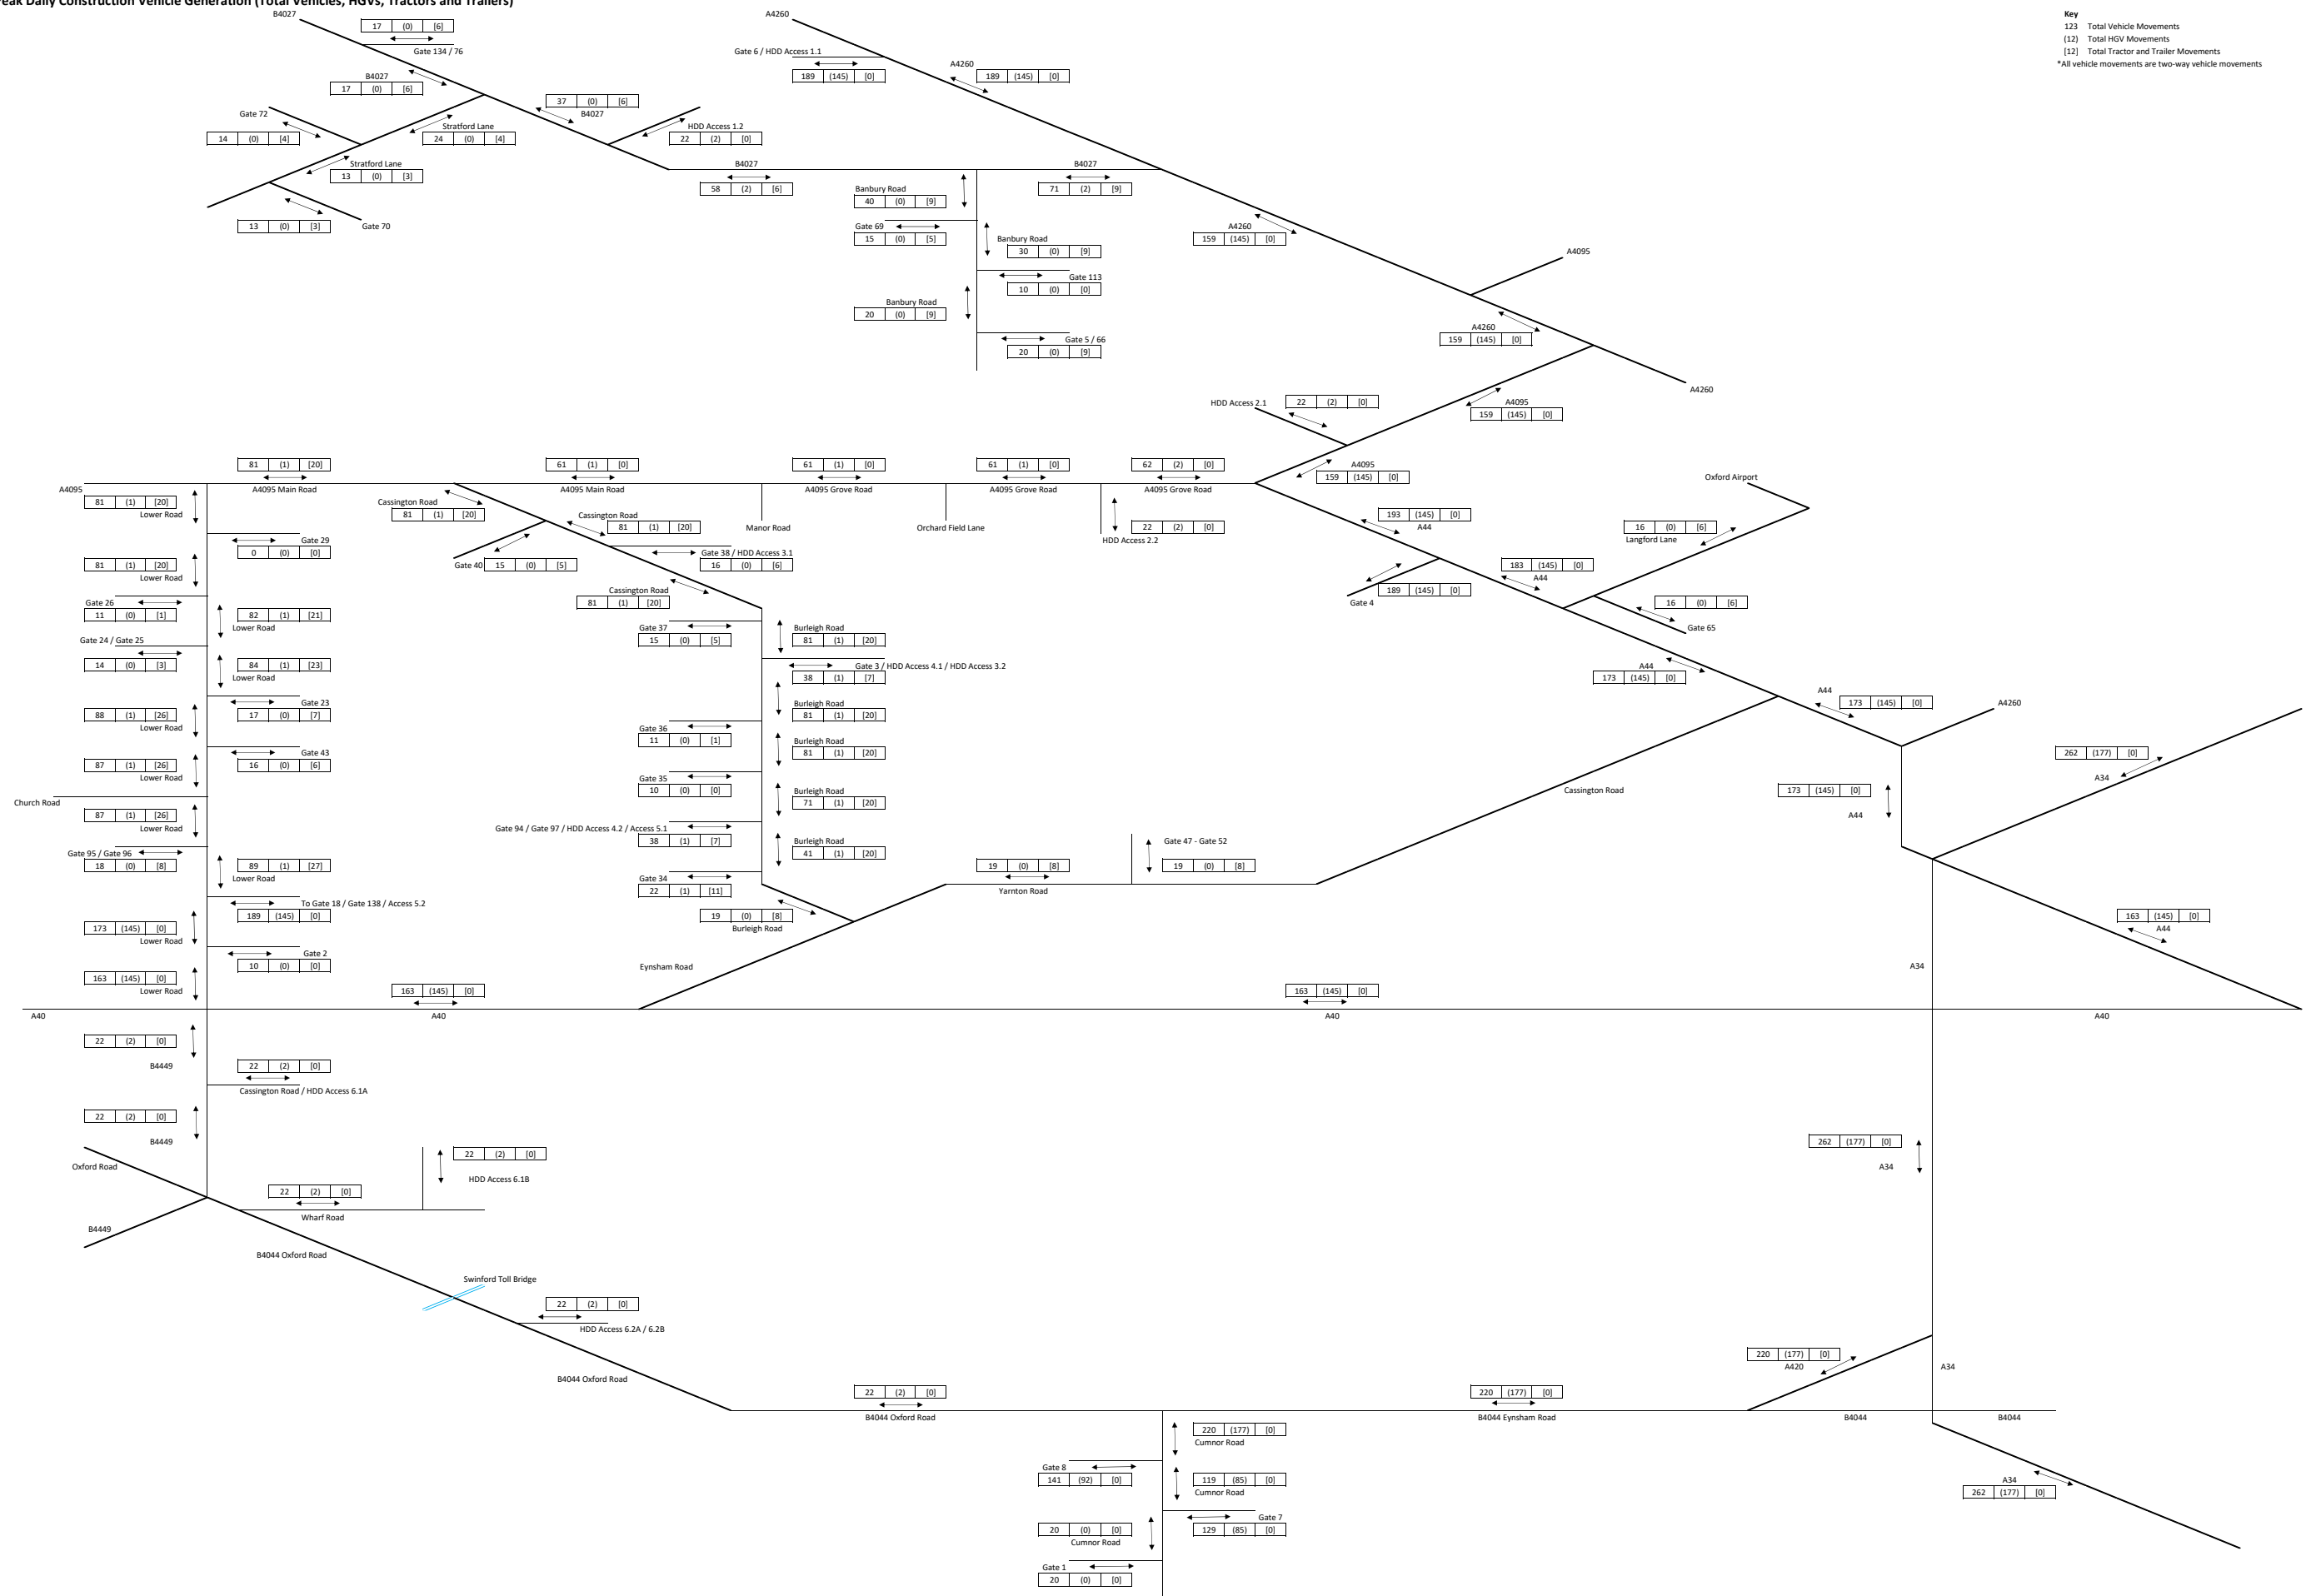 eak Daily Construction Vehicle Generation (Total Vehicles, HGVs, Tractors and Trailers)
Key
123 Total Vehicle Movements
(12) Total HGV Movements
[12] Total Tractor and Trailer Movements
*All vehicle movements are two-way vehicle movements
B4027
17 (0) [6]
Gate 134 / 76
B4027
17 (0) [6]
Gate 72
14 (0) [4]
Stratford Lane
24 (0) [4]
Stratford Lane
13 (0) [3]
13 (0) [3]
Gate 70
37 (0) [6]
B4027
HDD Access 1.2
22 (2) [0]
B4027
58 (2) [6]
A4260
Gate 6 / HDD Access 1.1
189 (145) [0]
A4260
189 (145) [0]
B4027
71 (2) [9]
Banbury Road
40 (0) [9]
Gate 69
15 (0) [5]
Banbury Road
30 (0) [9]
Gate 113
10 (0) [0]
Banbury Road
20 (0) [9]
Gate 5 / 66
20 (0) [9]
A4260
159 (145) [0]
A4095
A4260
159 (145) [0]
A4260
HDD Access 2.1
22 (2) [0]
A4095
159 (145) [0]
A4095
159 (145) [0]
81 (1) [20]
A4095 Main Road
61 (1) [0]
A4095 Main Road
61 (1) [0]
A4095 Grove Road
61 (1) [0]
A4095 Grove Road
62 (2) [0]
A4095 Grove Road
Manor Road
Orchard Field Lane
22 (2) [0]
HDD Access 2.2
A4095
81 (1) [20]
Lower Road
Gate 29
0 (0) [0]
81 (1) [20]
Lower Road
Gate 26
11 (0) [1]
82 (1) [21]
Lower Road
Gate 24 / Gate 25
14 (0) [3]
84 (1) [23]
Lower Road
Gate 23
17 (0) [7]
88 (1) [26]
Lower Road
Gate 43
16 (0) [6]
87 (1) [26]
Lower Road
Church Road
87 (1) [26]
Lower Road
Gate 95 / Gate 96
18 (0) [8]
89 (1) [27]
Lower Road
To Gate 18 / Gate 138 / Access 5.2
189 (145) [0]
173 (145) [0]
Lower Road
Gate 2
10 (0) [0]
163 (145) [0]
Lower Road
Cassington Road
81 (1) [20]
Cassington Road
81 (1) [20]
Gate 40
15 (0) [5]
Gate 38 / HDD Access 3.1
16 (0) [6]
Cassington Road
81 (1) [20]
Gate 37
15 (0) [5]
Burleigh Road
81 (1) [20]
Gate 3 / HDD Access 4.1 / HDD Access 3.2
38 (1) [7]
Burleigh Road
81 (1) [20]
Gate 36
11 (0) [1]
Burleigh Road
81 (1) [20]
Gate 35
10 (0) [0]
Burleigh Road
71 (1) [20]
Gate 94 / Gate 97 / HDD Access 4.2 / Access 5.1
38 (1) [7]
Burleigh Road
41 (1) [20]
Gate 34
22 (1) [11]
19 (0) [8]
Burleigh Road
Eynsham Road
19 (0) [8]
Yarnton Road
Gate 47 - Gate 52
19 (0) [8]
Cassington Road
193 (145) [0]
A44
Gate 4
189 (145) [0]
183 (145) [0]
A44
Oxford Airport
16 (0) [6]
Langford Lane
16 (0) [6]
Gate 65
A44
173 (145) [0]
A44
173 (145) [0]
A4260
173 (145) [0]
A44
262 (177) [0]
A34
163 (145) [0]
A44
A34
A40
163 (145) [0]
A40
163 (145) [0]
A40
A40
22 (2) [0]
B4449
22 (2) [0]
Cassington Road / HDD Access 6.1A
22 (2) [0]
B4449
Oxford Road
B4449
22 (2) [0]
HDD Access 6.1B
22 (2) [0]
Wharf Road
B4044 Oxford Road
Swinford Toll Bridge
22 (2) [0]
HDD Access 6.2A / 6.2B
B4044 Oxford Road
22 (2) [0]
B4044 Oxford Road
262 (177) [0]
A34
220 (177) [0]
A420
A34
220 (177) [0]
B4044 Eynsham Road
B4044
B4044
220 (177) [0]
Cumnor Road
Gate 8
141 (92) [0]
119 (85) [0]
Cumnor Road
Gate 7
129 (85) [0]
20 (0) [0]
Cumnor Road
Gate 1
20 (0) [0]
A34
262 (177) [0]